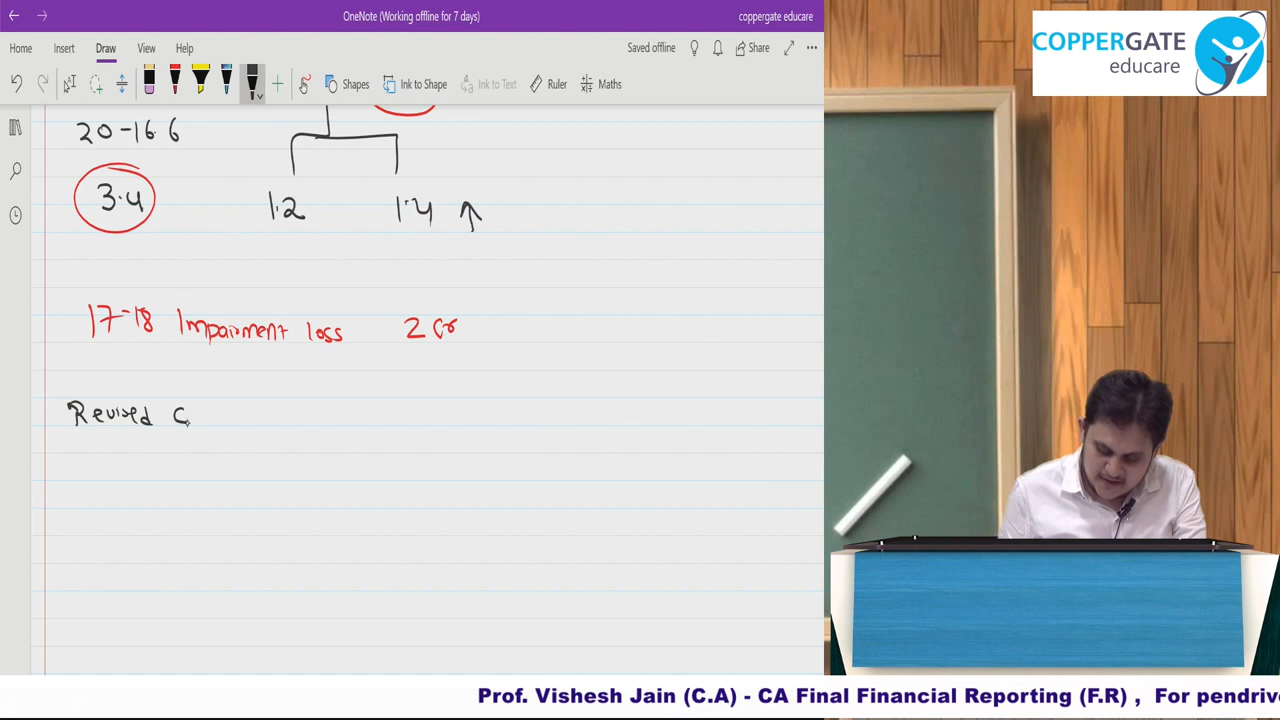 OneNote (Working offline for 7 days)
coppergate educare
Home Insert Draw View Help
Saved offline
Share
Shapes
Ink to Shape
Ink to Text
Ruler
Maths
COPPERGATE
educare
20-16.6
3.4
1.2
1.4 ↑
17-18 Impairment loss 2 Cr
Revised C
Prof. Vishesh Jain (C.A) - CA Final Financial Reporting (F.R) , For pendriv